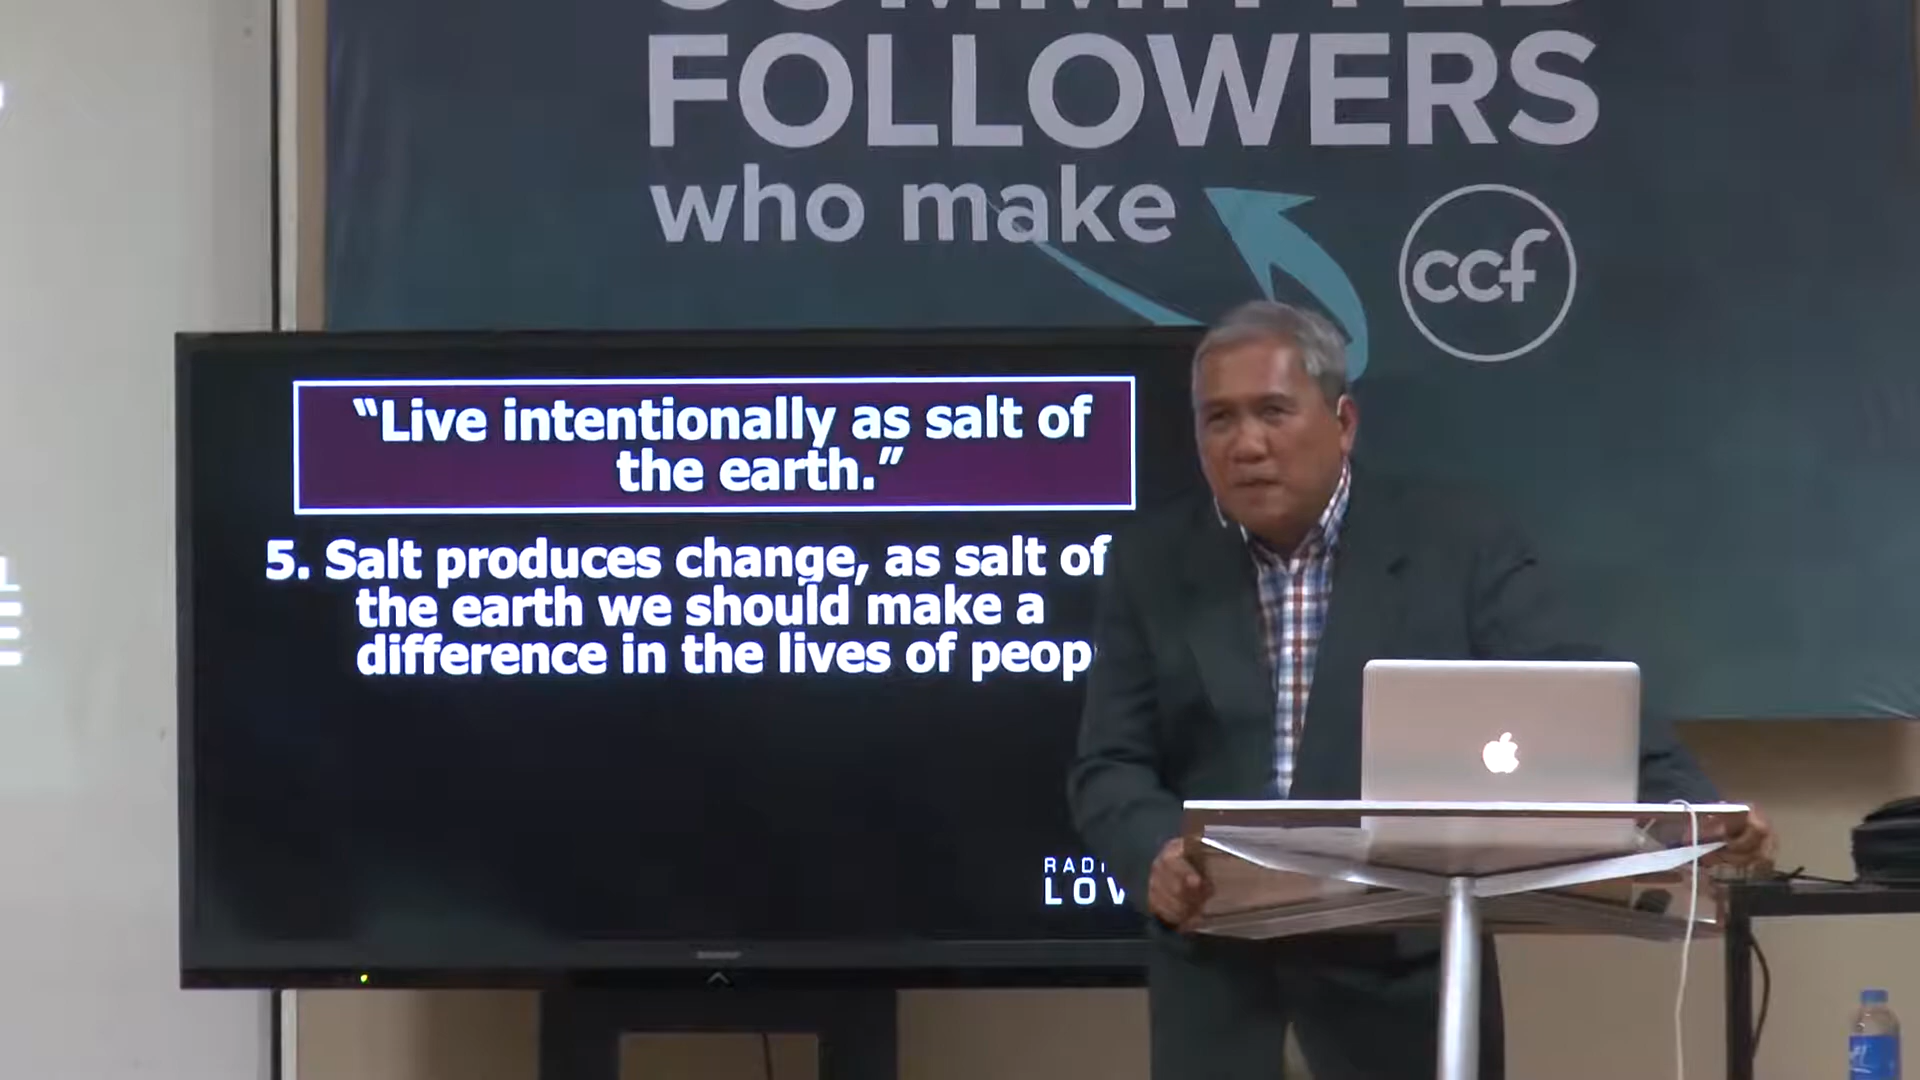 COMMITTED
FOLLOWERS
who make
ccf
“Live intentionally as salt of
the earth.”
5. Salt produces change, as salt of
the earth we should make a
difference in the lives of peop
RADI
LOV